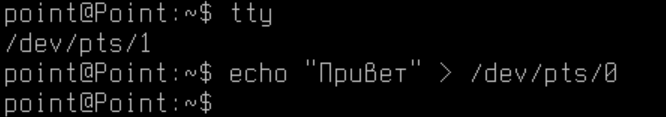 point@Point:~$ tty
/dev/pts/1
point@Point:~$ echo "Привет" > /dev/pts/0
point@Point:~$